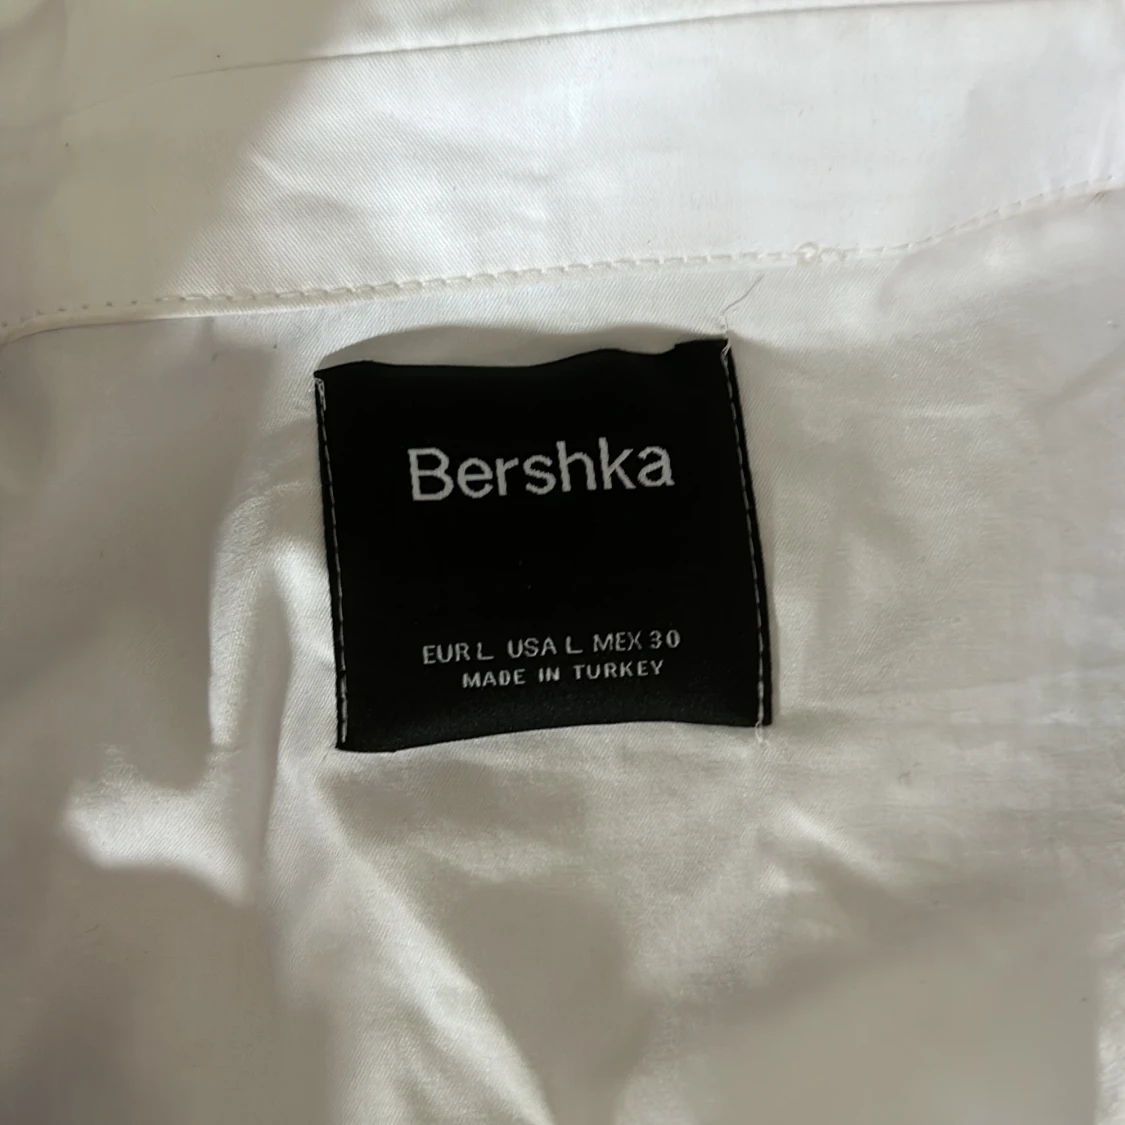 Bershka
EUR L USA L MEX 30
MADE IN TURKEY